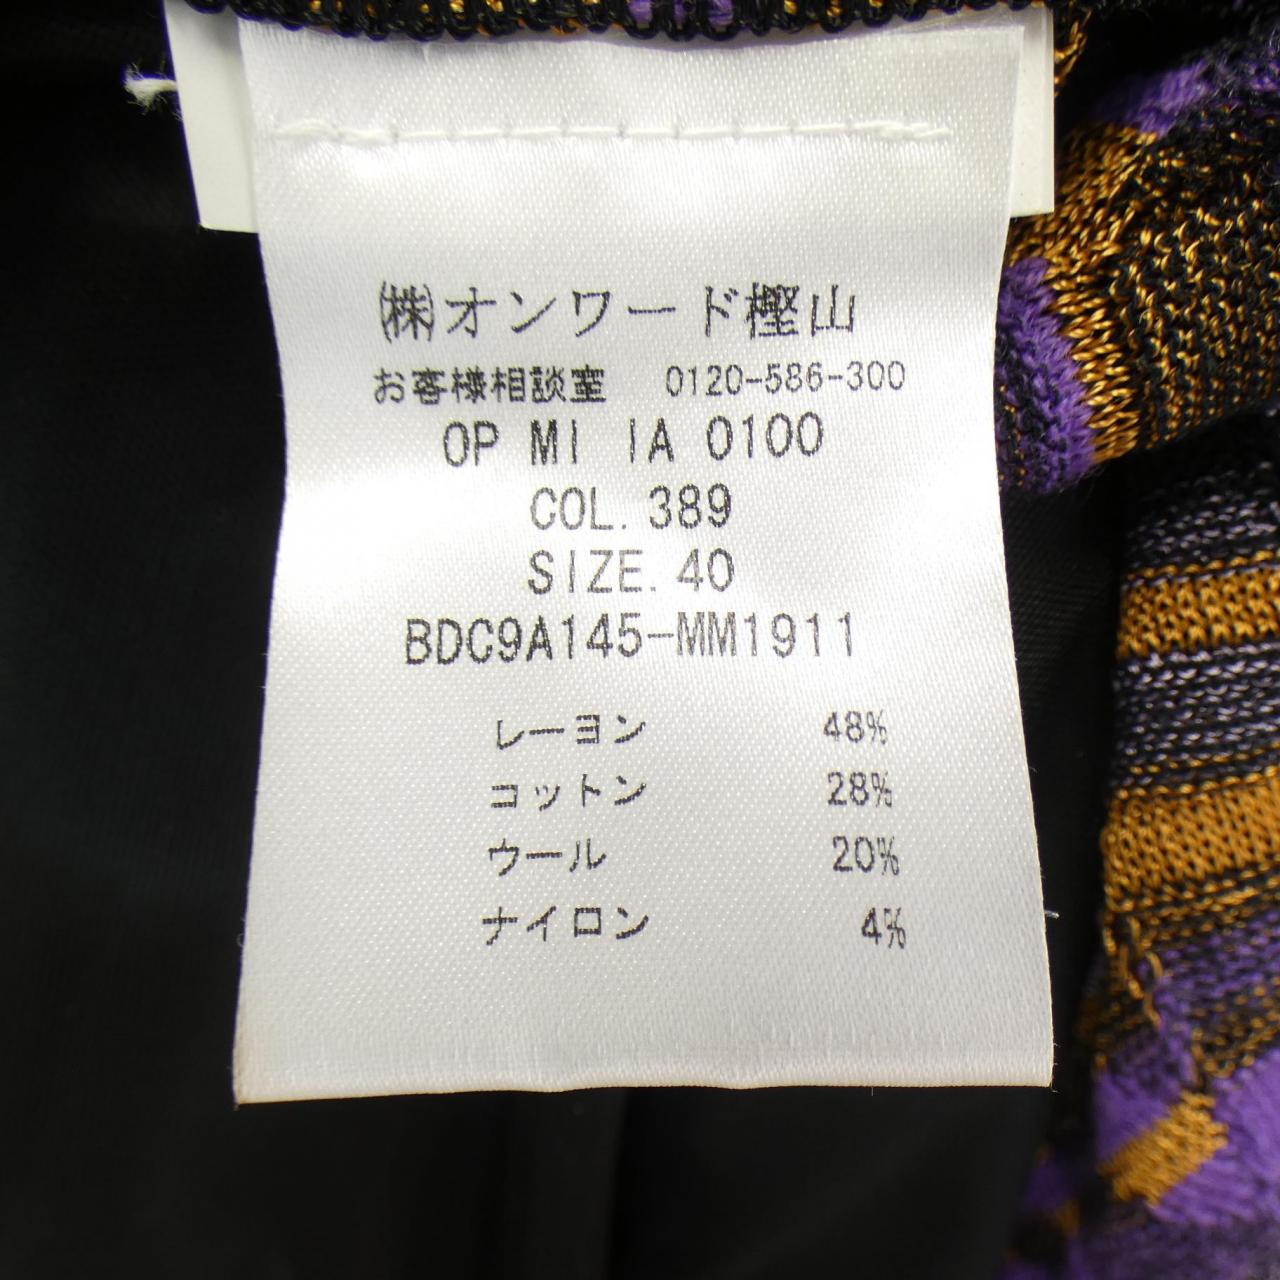 ㈱オンワード樫山
お客様相談室 0120-586-300
OP MI IA 0100
COL. 389
SIZE. 40
BDC9A145-MM1911
レーヨン 48%
コットン 28%
ウール 20%
ナイロン 4%